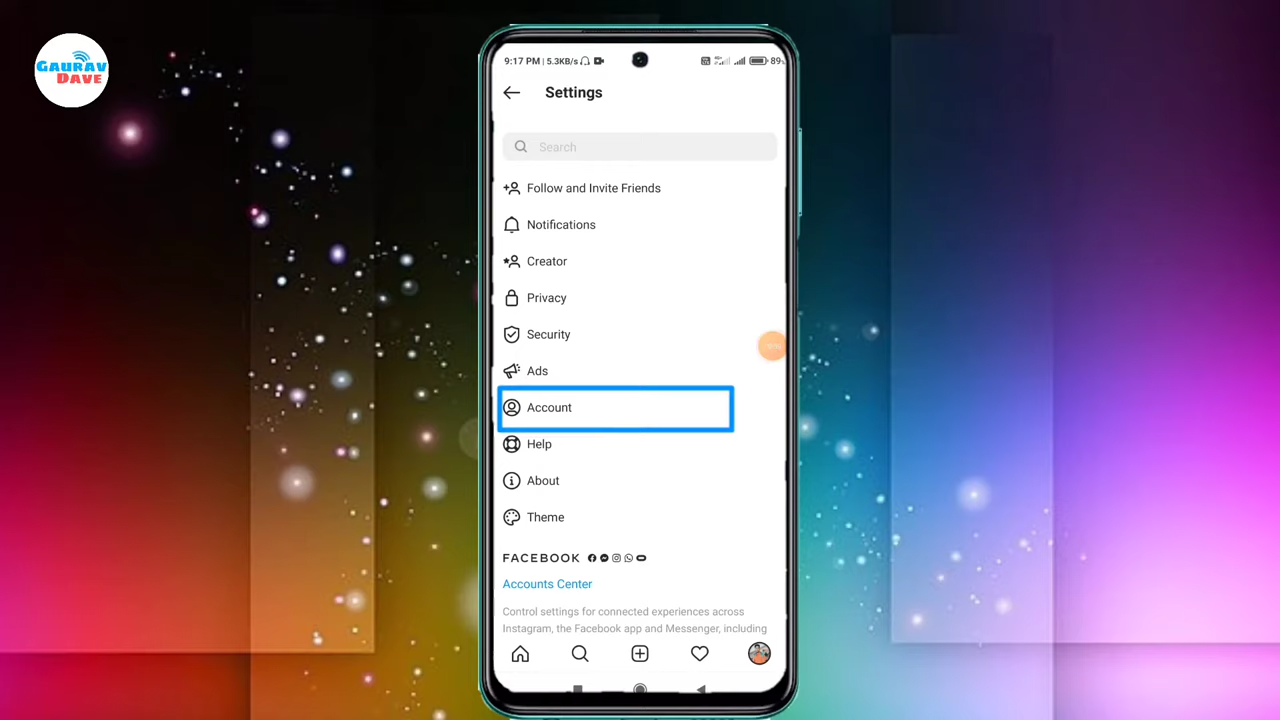 GAURAV
DAVE
9:17 PM | 5.3KB/s
89
Settings
Search
Follow and Invite Friends
Notifications
Creator
Privacy
Security
Ads
Account
Help
About
Theme
FACEBOOK
Accounts Center
Control settings for connected experiences across
Instagram, the Facebook app and Messenger, including